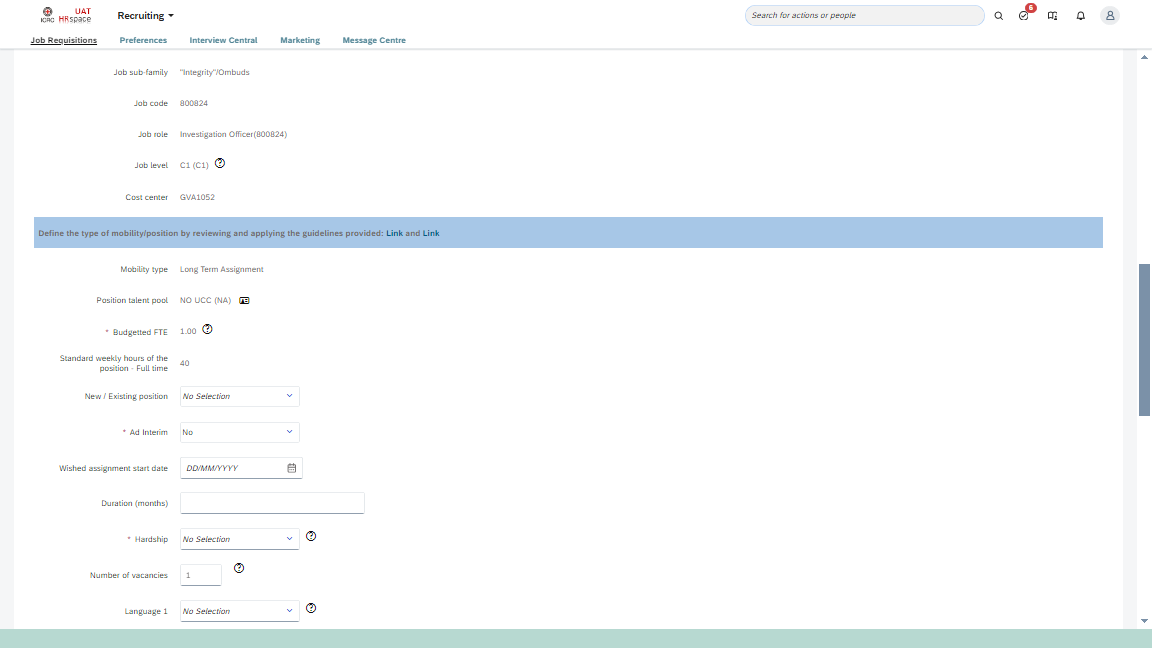 ICRC
UAT
HRspace
Recruiting
Search for actions or people
6
Job Requisitions
Preferences
Interview Central
Marketing
Message Centre
Job sub-family "Integrity"/Ombuds
Job code 800824
Job role Investigation Officer(800824)
Job level C1 (C1) ?
Cost center GVA1052
Define the type of mobility/position by reviewing and applying the guidelines provided: Link and Link
Mobility type Long Term Assignment
Position talent pool NO UCC (NA)
* Budgetted FTE 1.00 ?
Standard weekly hours of the
position - Full time 40
New / Existing position No Selection
* Ad Interim No
Wished assignment start date DD/MM/YYYY
Duration (months)
* Hardship No Selection ?
Number of vacancies 1 ?
Language 1 No Selection ?